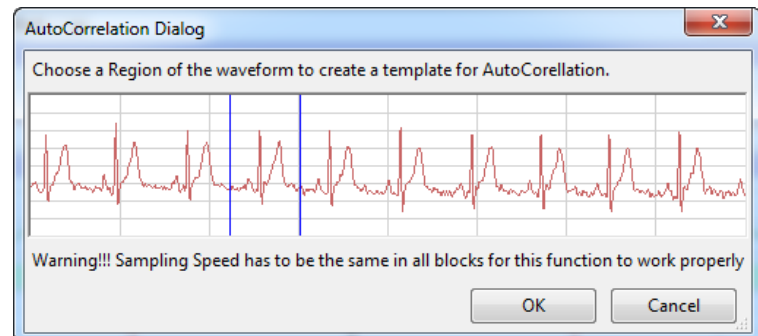 AutoCorrelation Dialog
Choose a Region of the waveform to create a template for AutoCorellation.
Warning!!! Sampling Speed has to be the same in all blocks for this function to work properly
OK
Cancel